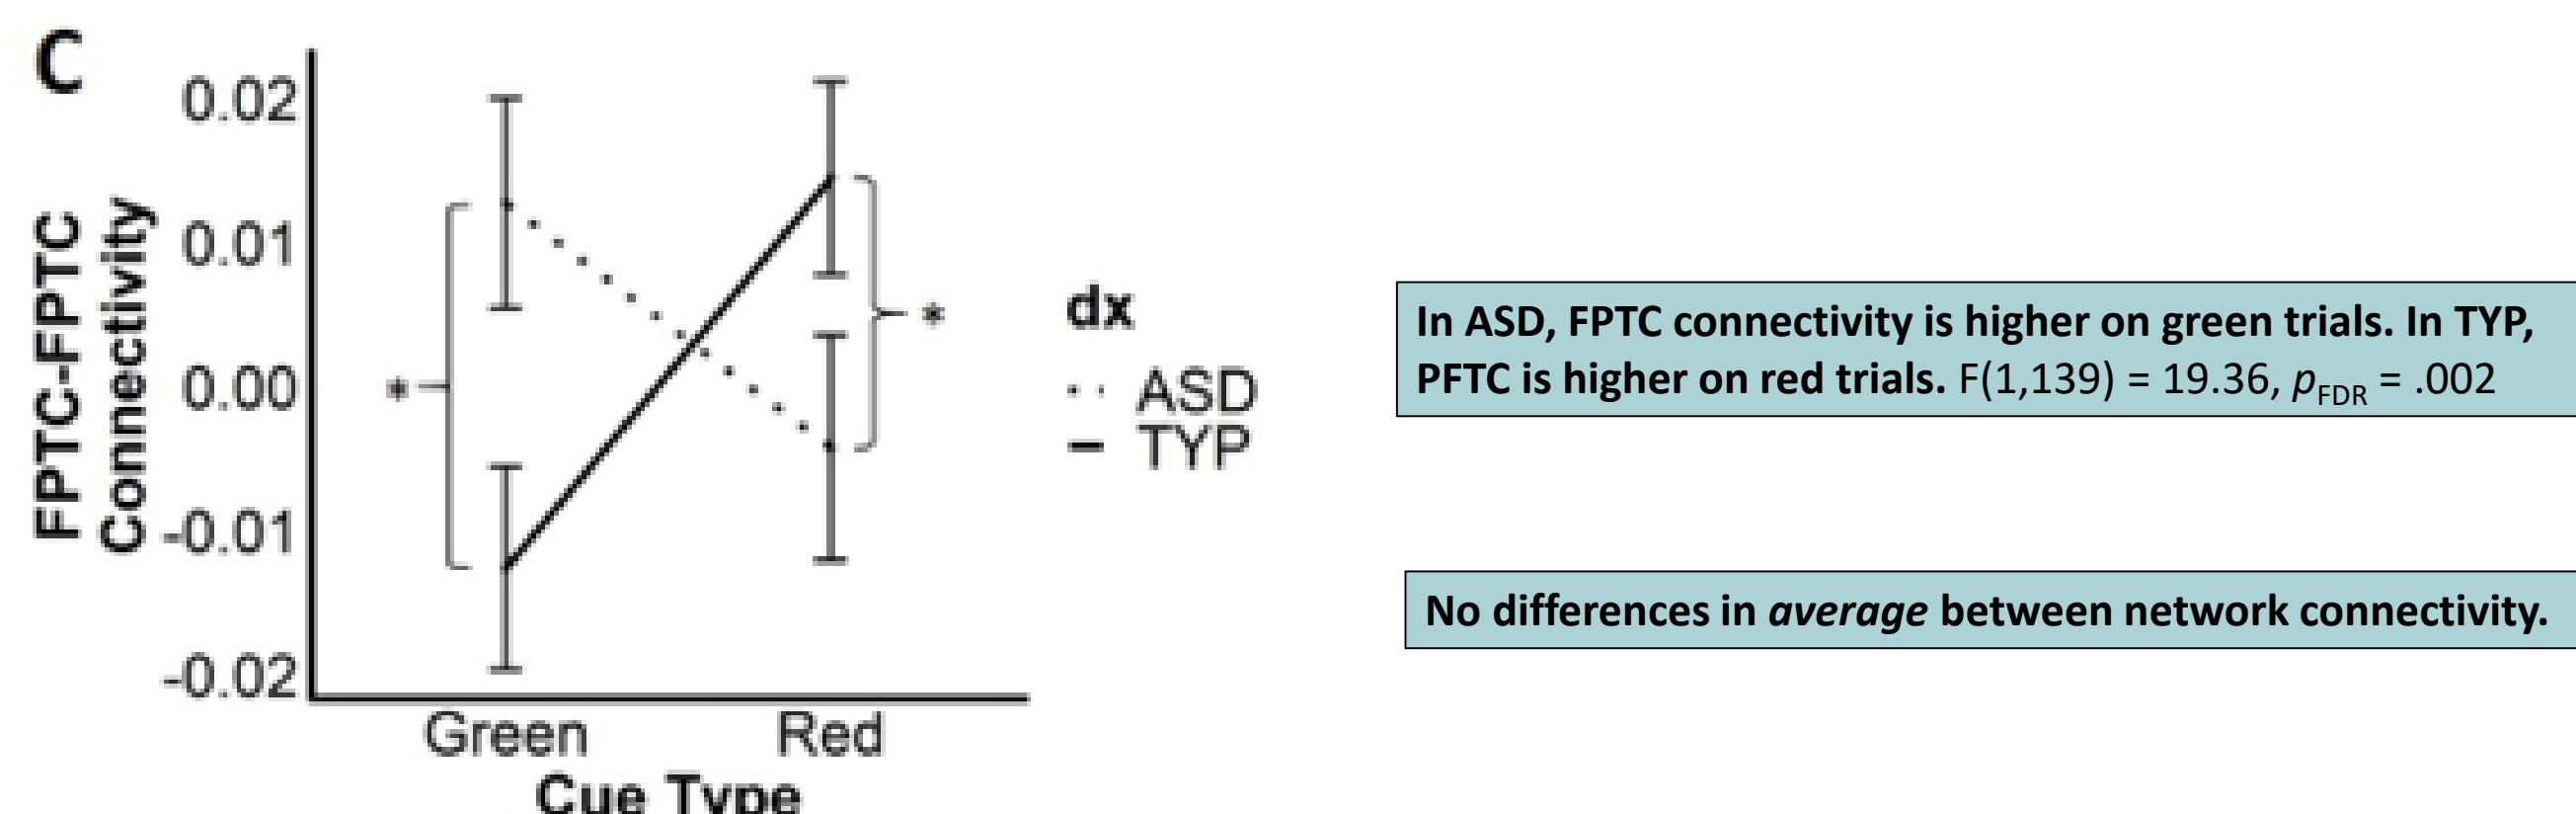 C
0.02
0.01
0.00
-0.01
-0.02
FPTC-FPTC
Connectivity
*
*
Green Red
Cue Type
dx
ASD
TYP
In ASD, FPTC connectivity is higher on green trials. In TYP,
PFTC is higher on red trials. F(1,139) = 19.36, pFDR = .002
No differences in average between network connectivity.